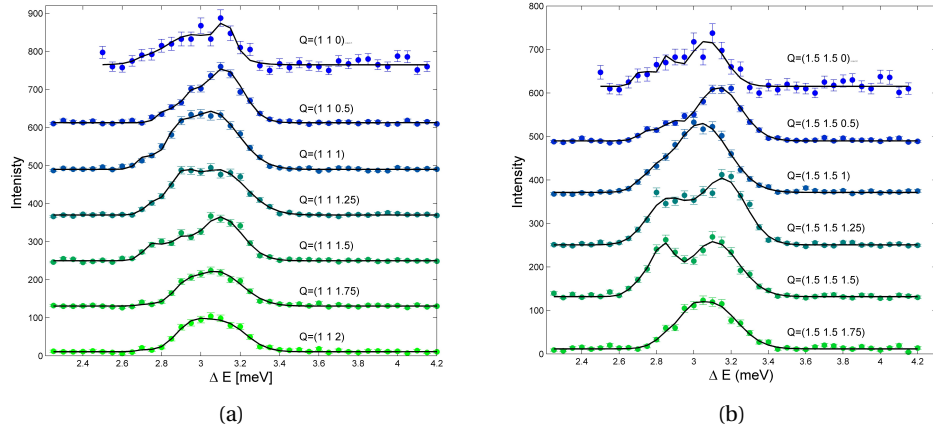 900
800
700
600
500
400
300
200
100
0
Intenisty
Q=(1 1 0)
Q=(1 1 0.5)
Q=(1 1 1)
Q=(1 1 1.25)
Q=(1 1 1.5)
Q=(1 1 1.75)
Q=(1 1 2)
2.4 2.6 2.8 3 3.2 3.4 3.6 3.8 4 4.2
Δ E [meV]
(a)
800
700
600
500
400
300
200
100
0
Intensity
Q=(1.5 1.5 0)
Q=(1.5 1.5 0.5)
Q=(1.5 1.5 1)
Q=(1.5 1.5 1.25)
Q=(1.5 1.5 1.5)
Q=(1.5 1.5 1.75)
2.4 2.6 2.8 3 3.2 3.4 3.6 3.8 4 4.2
Δ E (meV)
(b)